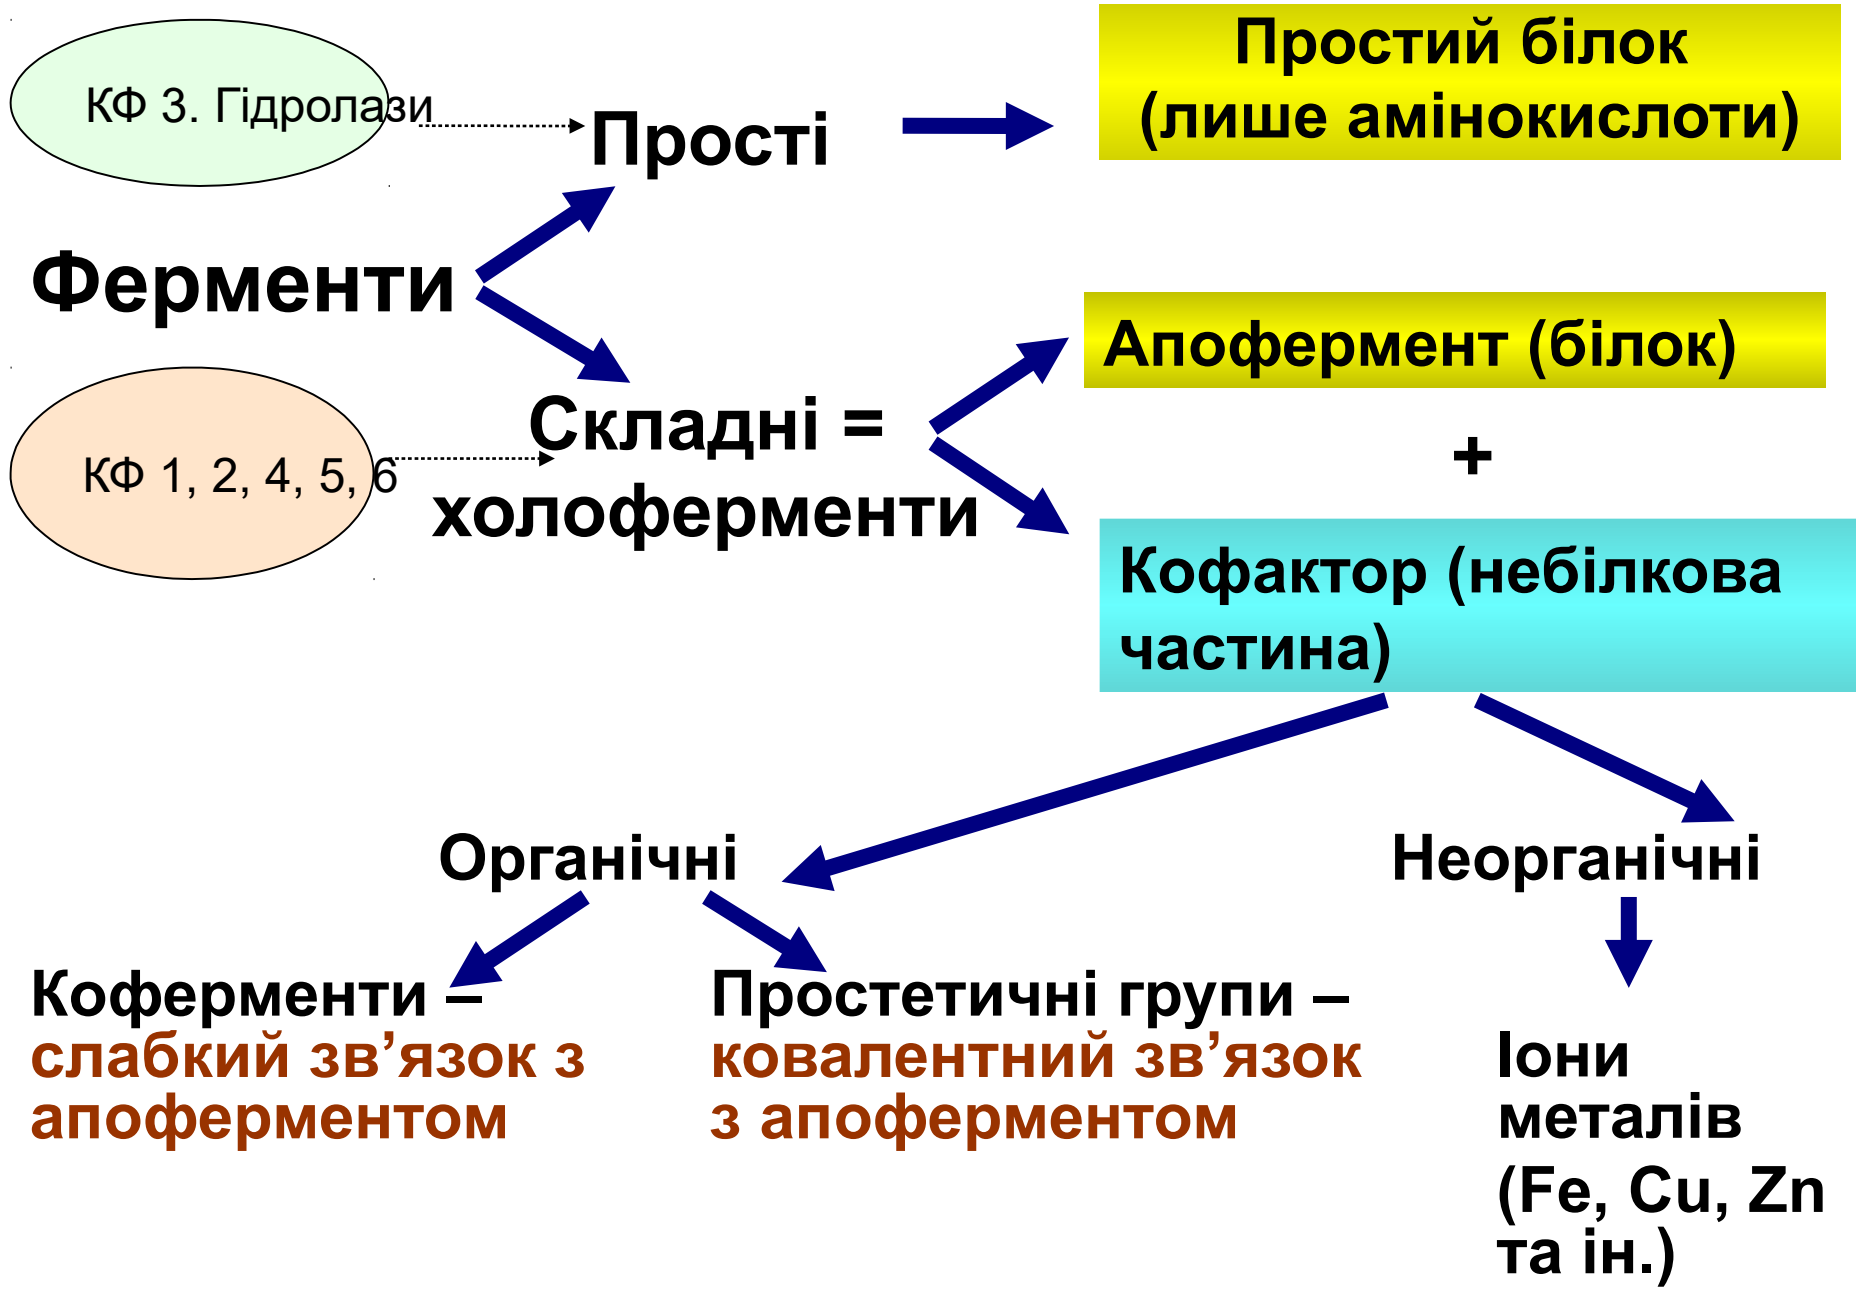 КФ 3. Гідролази
Прості
Простий білок
(лише амінокислоти)
Ферменти
КФ 1, 2, 4, 5, 6
Складні =
холоферменти
Апофермент (білок)
+
Кофактор (небілкова
частина)
Органічні
Неорганічні
Коферменти –
слабкий зв’язок з
апоферментом
Простетичні групи –
ковалентний зв’язок
з апоферментом
Іони
металів
(Fe, Cu, Zn
та ін.)